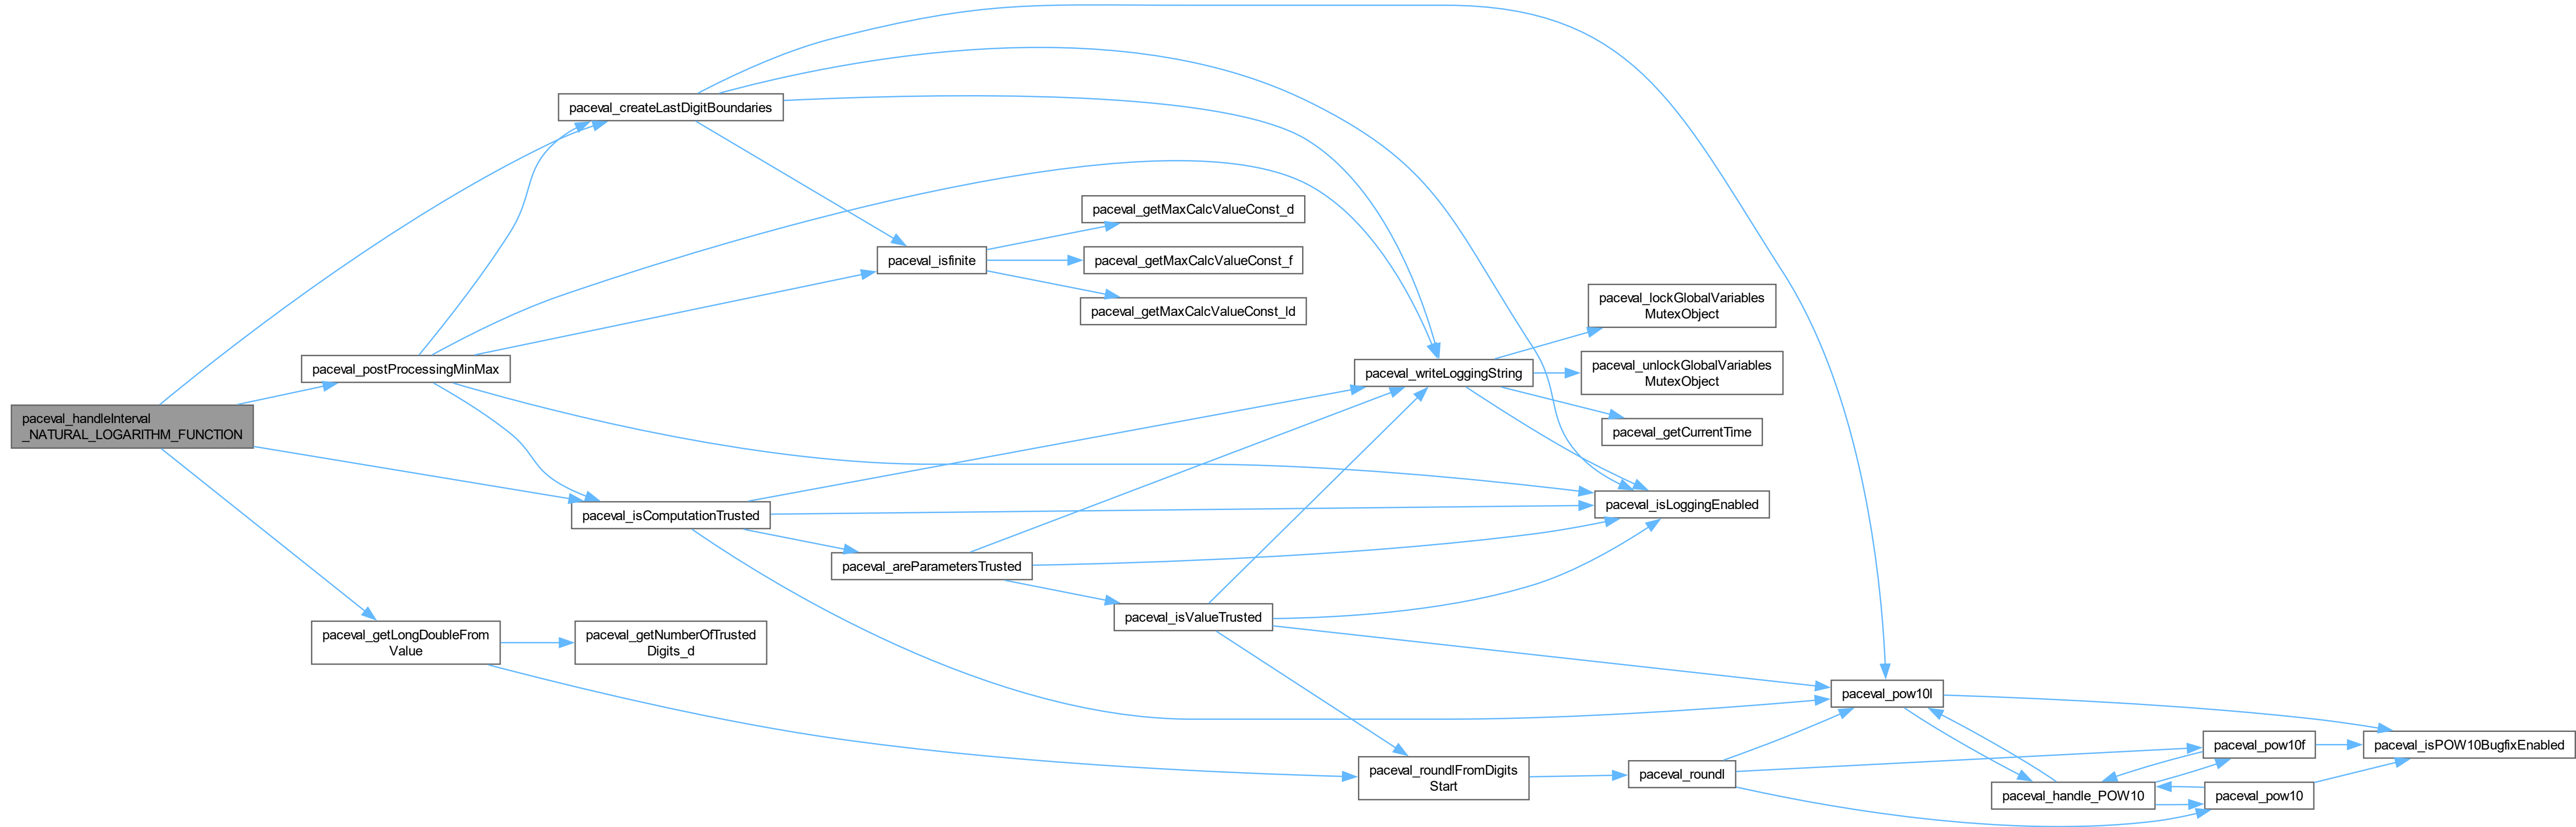 paceval_handleInterval
_NATURAL_LOGARITHM_FUNCTION
paceval_createLastDigitBoundaries
paceval_postProcessingMinMax
paceval_isComputationTrusted
paceval_getLongDoubleFrom
Value
paceval_getNumberOfTrusted
Digits_d
paceval_isfinite
paceval_areParametersTrusted
paceval_getMaxCalcValueConst_d
paceval_getMaxCalcValueConst_f
paceval_getMaxCalcValueConst_ld
paceval_isValueTrusted
paceval_writeLoggingString
paceval_roundlFromDigits
Start
paceval_lockGlobalVariables
MutexObject
paceval_unlockGlobalVariables
MutexObject
paceval_getCurrentTime
paceval_isLoggingEnabled
paceval_roundl
paceval_pow10l
paceval_handle_POW10
paceval_pow10f
paceval_pow10
paceval_isPOW10BugfixEnabled